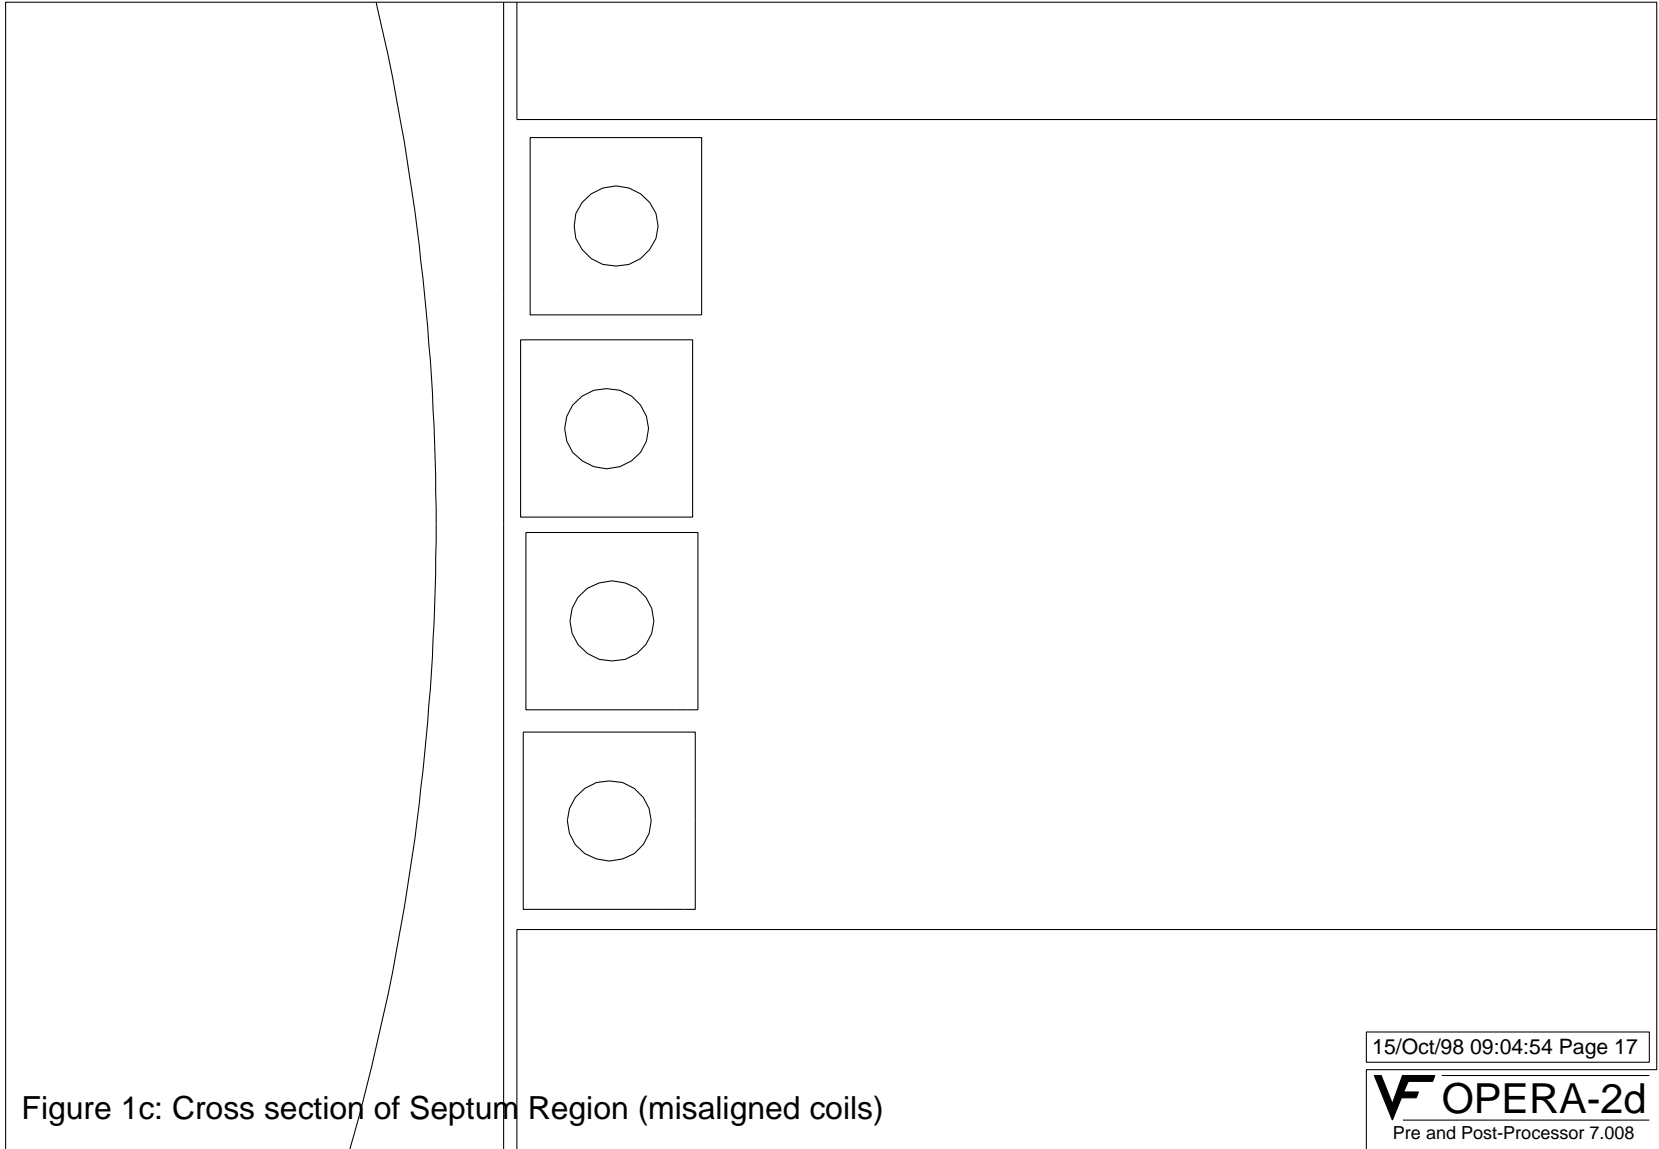 15/Oct/98 09:04:54 Page 17
Figure 1c: Cross section of Septum Region (misaligned coils)
VF OPERA-2d
Pre and Post-Processor 7.008